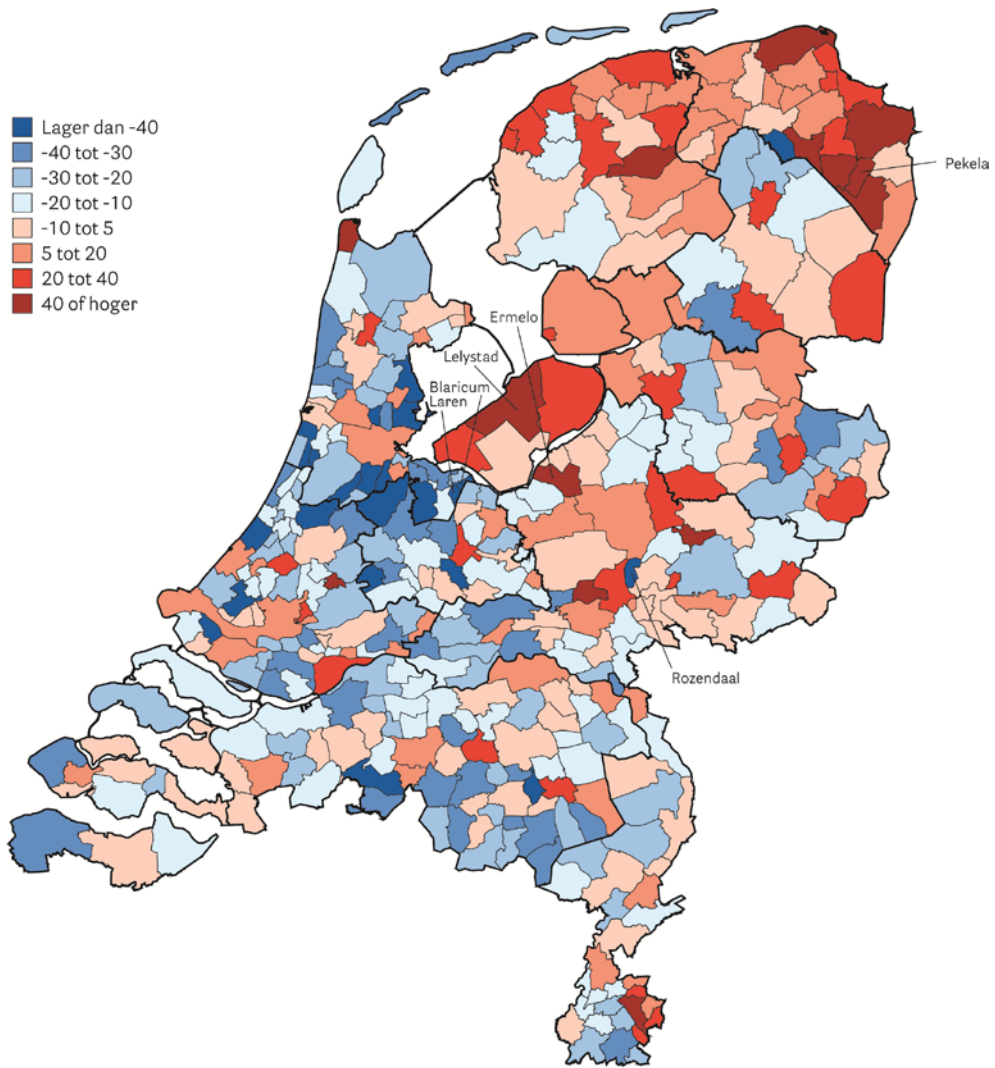 Lager dan -40
-40 tot -30
-30 tot -20
-20 tot -10
-10 tot 5
5 tot 20
20 tot 40
40 of hoger
Pekela
Ermelo
Lelystad
Blaricum
Laren
Rozendaal